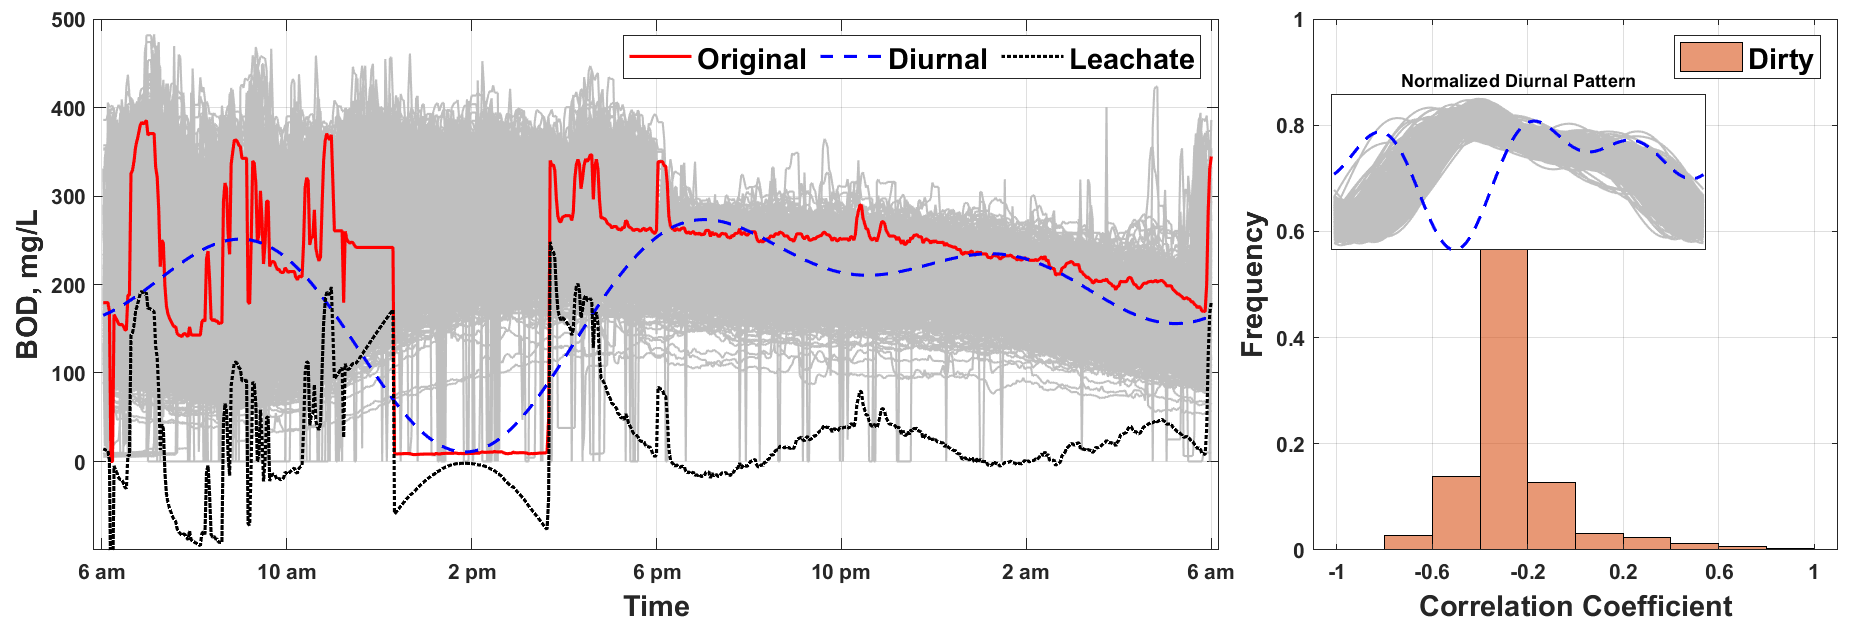 500
400
300
200
100
0
BOD, mg/L
Original Diurnal Leachate
6 am 10 am 2 pm 6 pm 10 pm 2 am 6 am
Time
1
0.8
0.6
0.4
0.2
0
Frequency
Dirty
Normalized Diurnal Pattern
-1 -0.6 -0.2 0.2 0.6 1
Correlation Coefficient